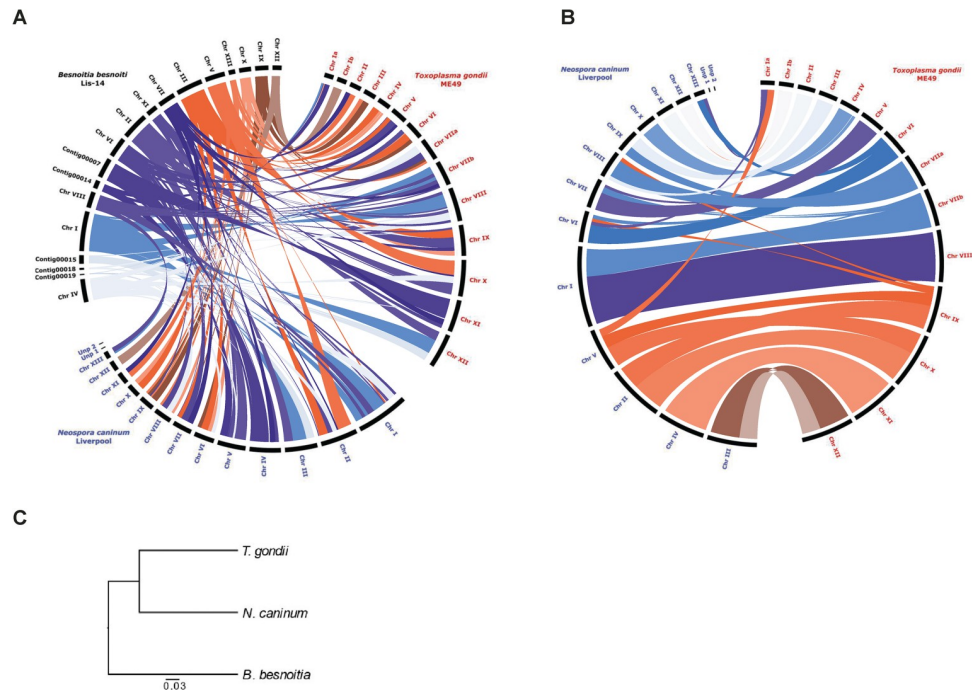 A
B
Besnoitia besnoiti
Lis-14
Toxoplasma gondii
ME49
Chr XII
Chr IX
Chr X
Chr XIII
Chr V
Chr III
Chr VII
Chr XI
Chr II
Chr VI
Contig00007
Contig00014
Chr VIII
Chr I
Contig00015
Contig00018
Contig00019
Chr IV
Chr Ia
Chr Ib
Chr II
Chr III
Chr IV
Chr V
Chr VI
Chr VIIa
Chr VIIb
Chr VIII
Chr IX
Chr X
Chr XI
Chr XII
Unp 2
Unp 1
Chr XIII
Chr XII
Chr XI
Chr X
Chr IX
Chr VIII
Chr VII
Chr VI
Chr V
Chr IV
Chr III
Chr II
Chr I
Neospora caninum
Liverpool
Neospora caninum
Liverpool
Toxoplasma gondii
ME49
Unp 2
Unp 1
Chr XIII
Chr XII
Chr XI
Chr X
Chr IX
Chr VIII
Chr VII
Chr VI
Chr I
Chr V
Chr II
Chr IV
Chr III
Chr Ia
Chr Ib
Chr II
Chr III
Chr IV
Chr V
Chr VI
Chr VIIa
Chr VIIb
Chr VIII
Chr IX
Chr X
Chr XI
Chr XII
C
T. gondii
N. caninum
B. besnoitia
0.03